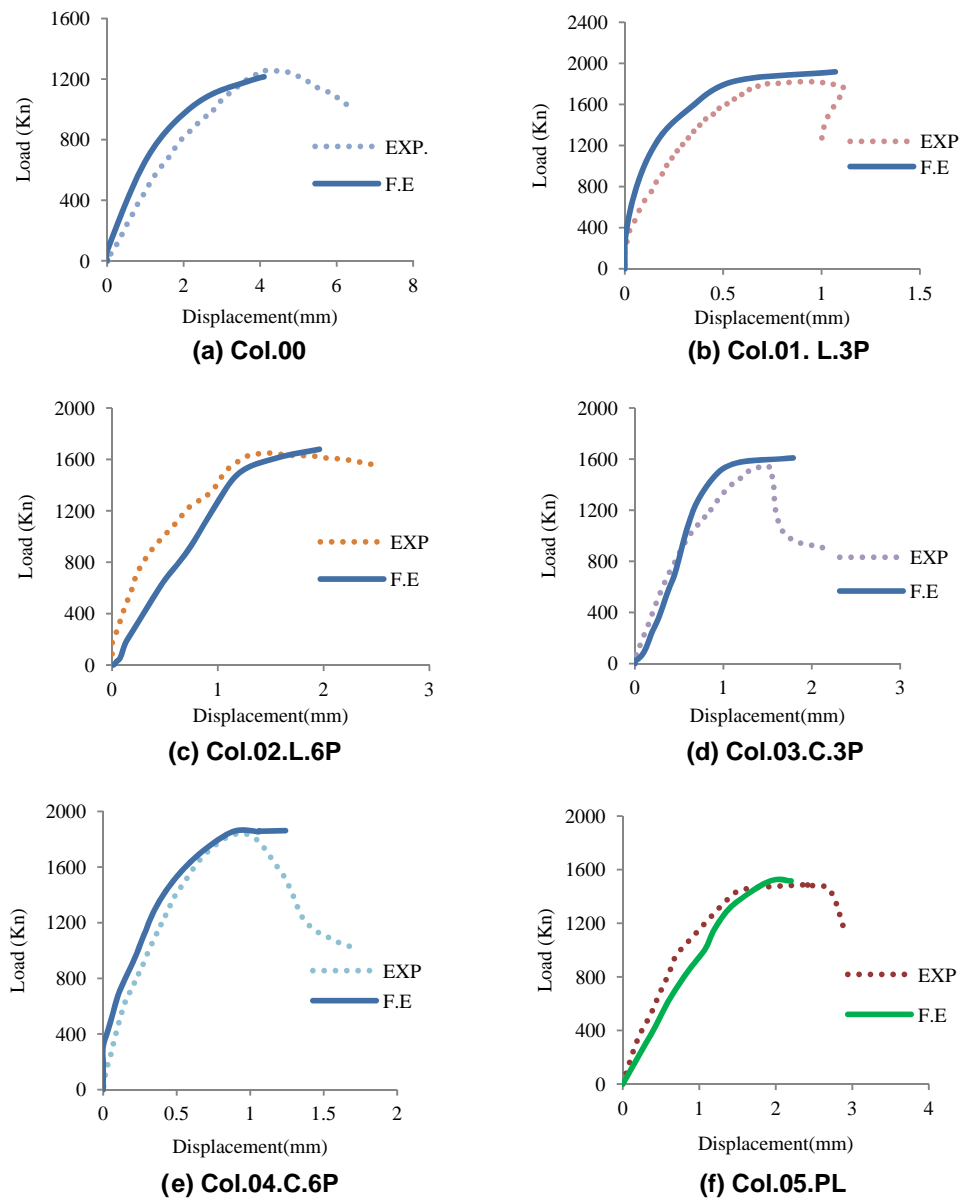 1600
1200
800
400
0
Load (Kn)
0 2 4 6 8
Displacement(mm)
EXP.
F.E
(a) Col.00
2400
2000
1600
1200
800
400
0
Load (Kn)
0 0.5 1 1.5
Displacement(mm)
EXP
F.E
(b) Col.01. L.3P
2000
1600
1200
800
400
0
Load (Kn)
0 1 2 3
Displacement(mm)
EXP
F.E
(c) Col.02.L.6P
2000
1600
1200
800
400
0
Load (Kn)
0 1 2 3
Displacement(mm)
EXP
F.E
(d) Col.03.C.3P
2000
1600
1200
800
400
0
Load (Kn)
0 0.5 1 1.5 2
Displacement(mm)
EXP
F.E
(e) Col.04.C.6P
2000
1600
1200
800
400
0
Load (Kn)
0 1 2 3 4
Displacement(mm)
EXP
F.E
(f) Col.05.PL